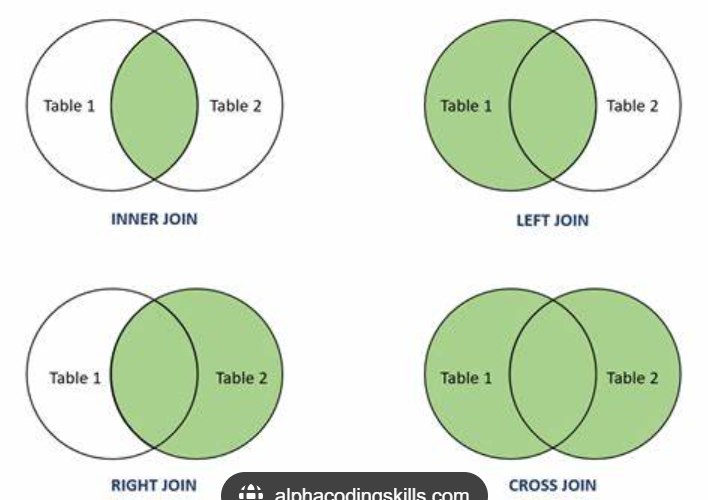 Table 1 Table 2
Table 1 Table 2
INNER JOIN
LEFT JOIN
Table 1 Table 2
Table 1 Table 2
RIGHT JOIN
alphacodingskills.com
CROSS JOIN